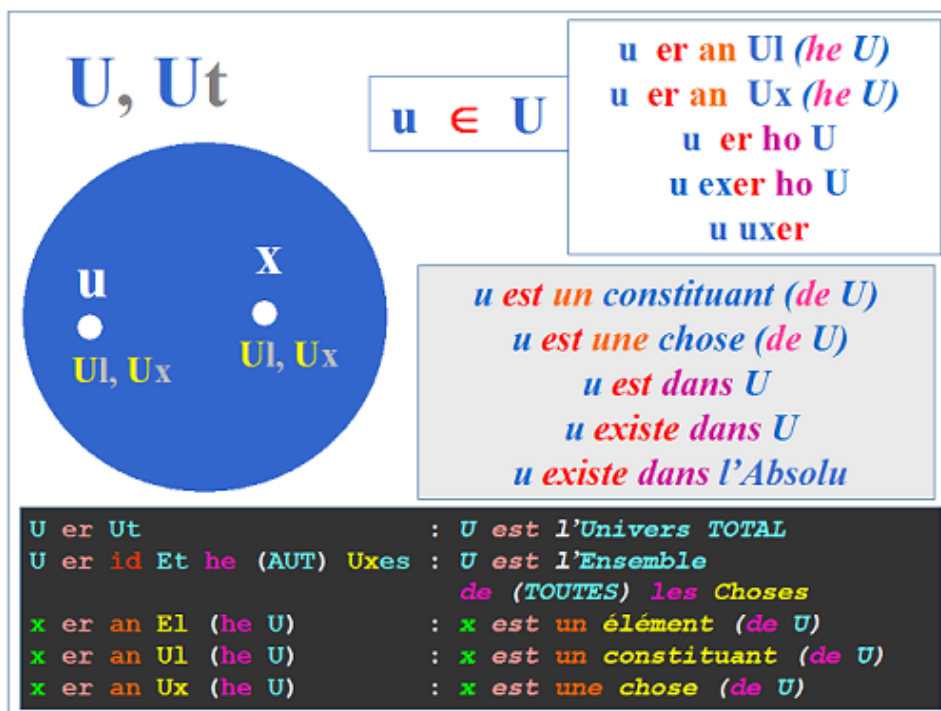 U, Ut
u ∈ U
u er an Ul (he U)
u er an Ux (he U)
u er ho U
u exer ho U
u uxer
u
x
Ul, Ux
Ul, Ux
u est un constituant (de U)
u est une chose (de U)
u est dans U
u existe dans U
u existe dans l’Absolu
U er Ut : U est l’Univers TOTAL
U er id Et he (AUT) Uxes : U est l’Ensemble
de (TOUTES) les Choses
x er an El (he U) : x est un élément (de U)
x er an Ul (he U) : x est un constituant (de U)
x er an Ux (he U) : x est une chose (de U)